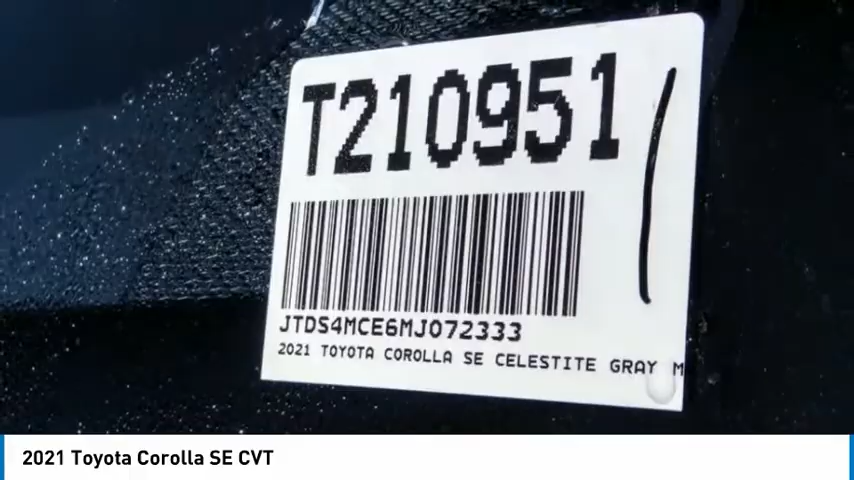 T210951
JTDS4MCE6MJ072333
2021 TOYOTA COROLLA SE CELESTITE GRAY M
2021 Toyota Corolla SE CVT